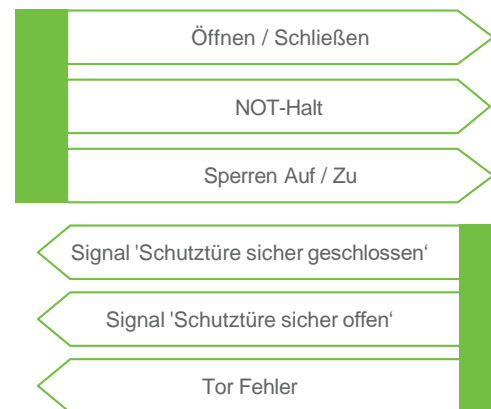 Öffnen / Schließen
NOT-Halt
Sperren Auf / Zu
Signal 'Schutztüre sicher geschlossen‘
Signal 'Schutztüre sicher offen‘
Tor Fehler